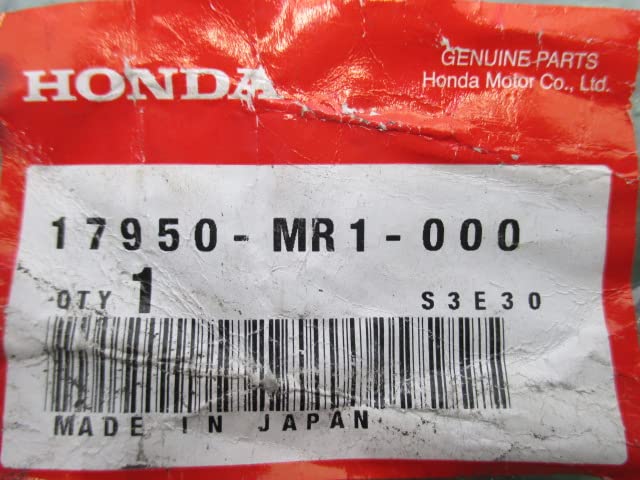 HONDA
GENUINE PARTS
Honda Motor Co., Ltd.
17950-MR1-000
QTY 1 S3E30
MADE IN JAPAN